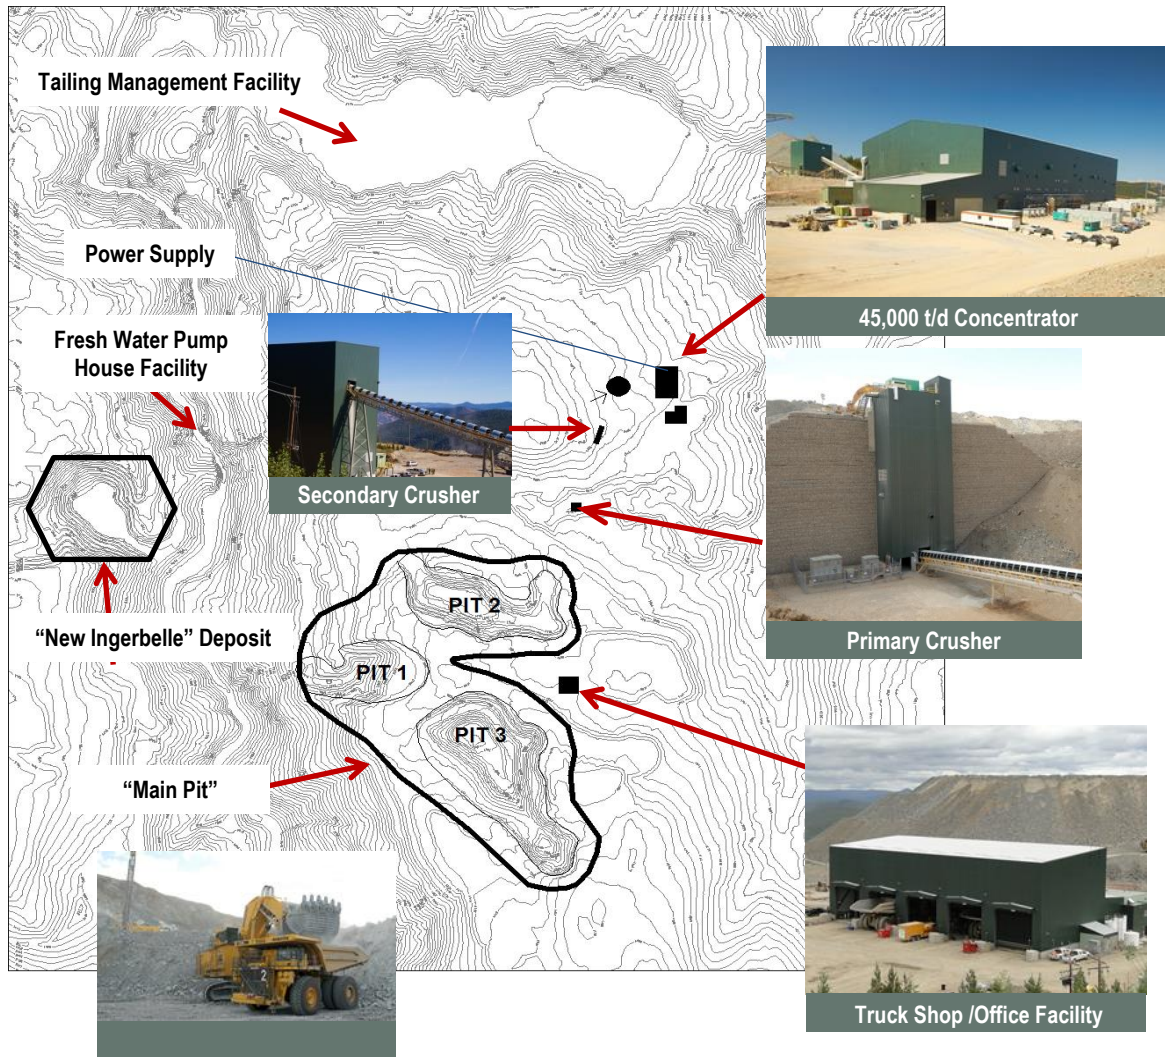 Tailing Management Facility
Power Supply
45,000 t/d Concentrator
Fresh Water Pump
House Facility
Secondary Crusher
Primary Crusher
PIT 2
“New Ingerbelle” Deposit
PIT 1
PIT 3
“Main Pit”
2
Truck Shop /Office Facility